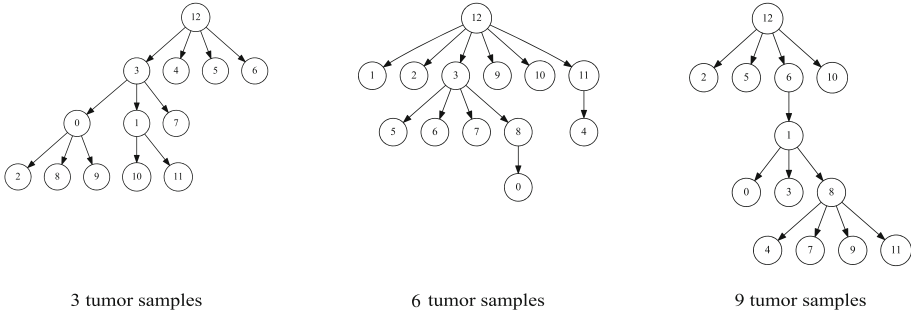 12
12
12
3 4 5 6
1 2 3 9 10 11
2 5 6 10
0 1 7
5 6 7 8 4
1
2 8 9 10 11
0
0 3 8
4 7 9 11
3 tumor samples
6 tumor samples
9 tumor samples